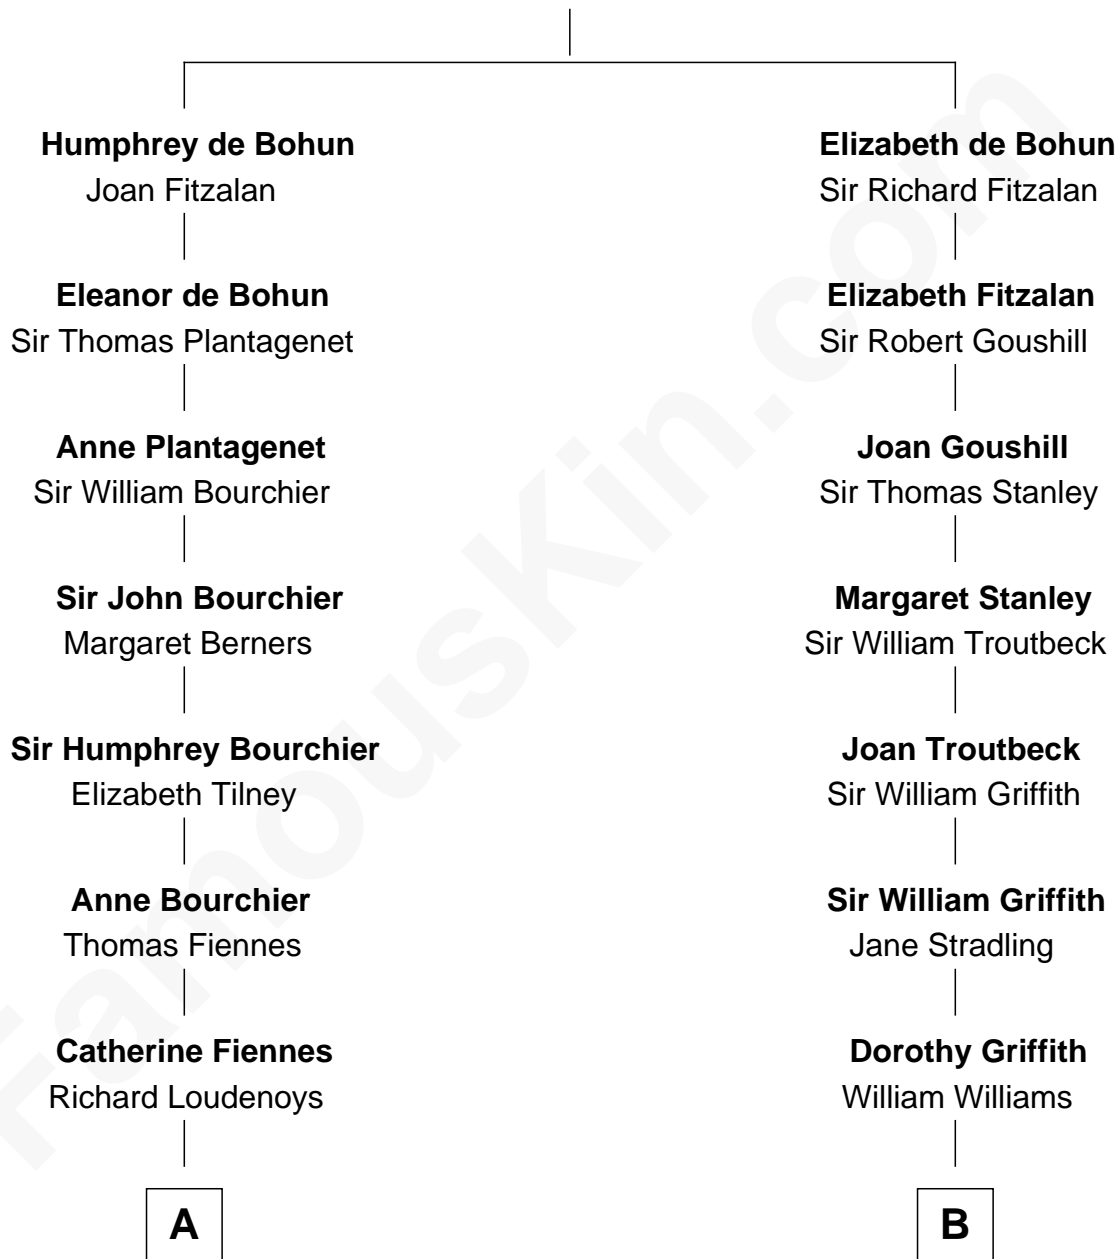 Humphrey de Bohun
Joan Fitzalan
Eleanor de Bohun
Sir Thomas Plantagenet
Anne Plantagenet
Sir William Bourchier
Sir John Bourchier
Margaret Berners
Sir Humphrey Bourchier
Elizabeth Tilney
Anne Bourchier
Thomas Fiennes
Catherine Fiennes
Richard Loudenoys
A
Elizabeth de Bohun
Sir Richard Fitzalan
Elizabeth Fitzalan
Sir Robert Goushill
Joan Goushill
Sir Thomas Stanley
Margaret Stanley
Sir William Troutbeck
Joan Troutbeck
Sir William Griffith
Sir William Griffith
Jane Stradling
Dorothy Griffith
William Williams
B
FamousKin.com